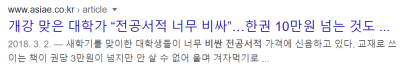 www.asiae.co.kr › article
개강 맞은 대학가 “전공서적 너무 비싸”…한권 10만원 넘는 것도 ...
2018. 3. 2. — 새학기를 맞이한 대학생들이 너무 비싼 전공서적 가격에 신음하고 있다. 교재로 쓰
이는 책이 권당 3만원이 넘지만 안 살 수 없어 울며 겨자먹기로 ...